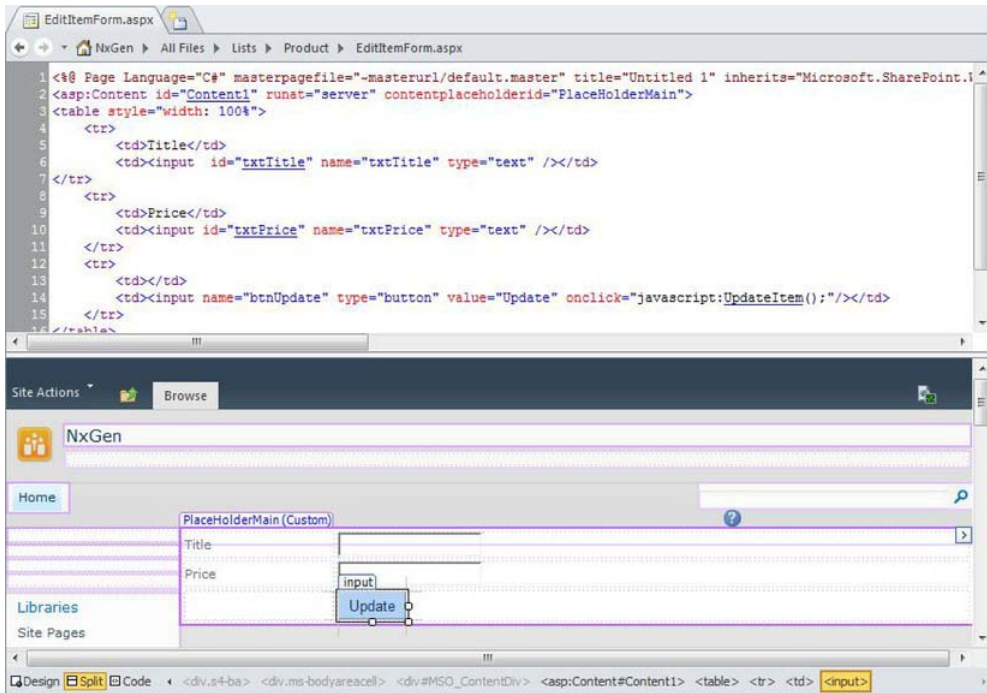 EditItemForm.aspx
NxGen All Files Lists Product EditItemForm.aspx
1 <%@ Page Language="C#" masterpagefile="~masterurl/default.master" title="Untitled 1" inherits="Microsoft.SharePoint.
2 <asp:Content id="Content1" runat="server" contentplaceholderid="PlaceHolderMain">
3 <table style="width: 100%">
4 <tr>
5 <td>Title</td>
6 <td><input id="txtTitle" name="txtTitle" type="text" /></td>
7 </tr>
8 <tr>
9 <td>Price</td>
10 <td><input id="txtPrice" name="txtPrice" type="text" /></td>
11 </tr>
12 <tr>
13 <td></td>
14 <td><input name="btnUpdate" type="button" value="Update" onclick="javascript:UpdateItem();"/></td>
15 </tr>
16 </table>
Site Actions Browse
NxGen
Home
PlaceHolderMain (Custom)
Title
Price
input
Update
Libraries
Site Pages
Design Split Code <div.s4-ba> <div.ms-bodyareacell> <div#MSO_ContentDiv> <asp:Content#Content1> <table> <tr> <td> <input>